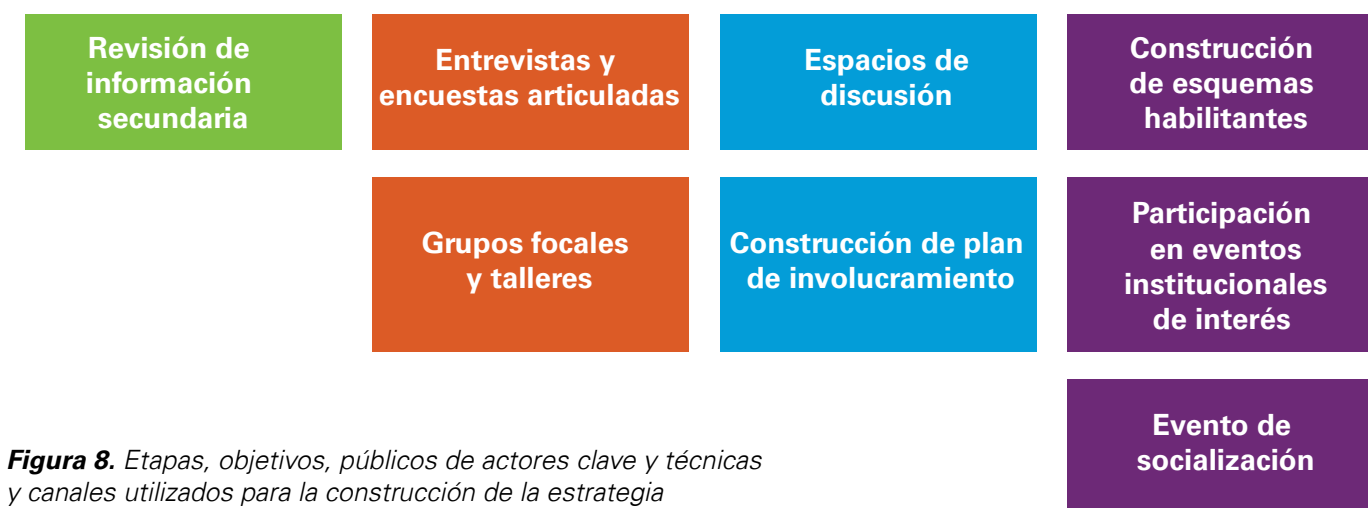 Revisión de
información
secundaria
Entrevistas y
encuestas articuladas
Espacios de
discusión
Construcción
de esquemas
habilitantes
Grupos focales
y talleres
Construcción de plan
de involucramiento
Participación
en eventos
institucionales
de interés
Evento de
socialización
Figura 8. Etapas, objetivos, públicos de actores clave y técnicas
y canales utilizados para la construcción de la estrategia